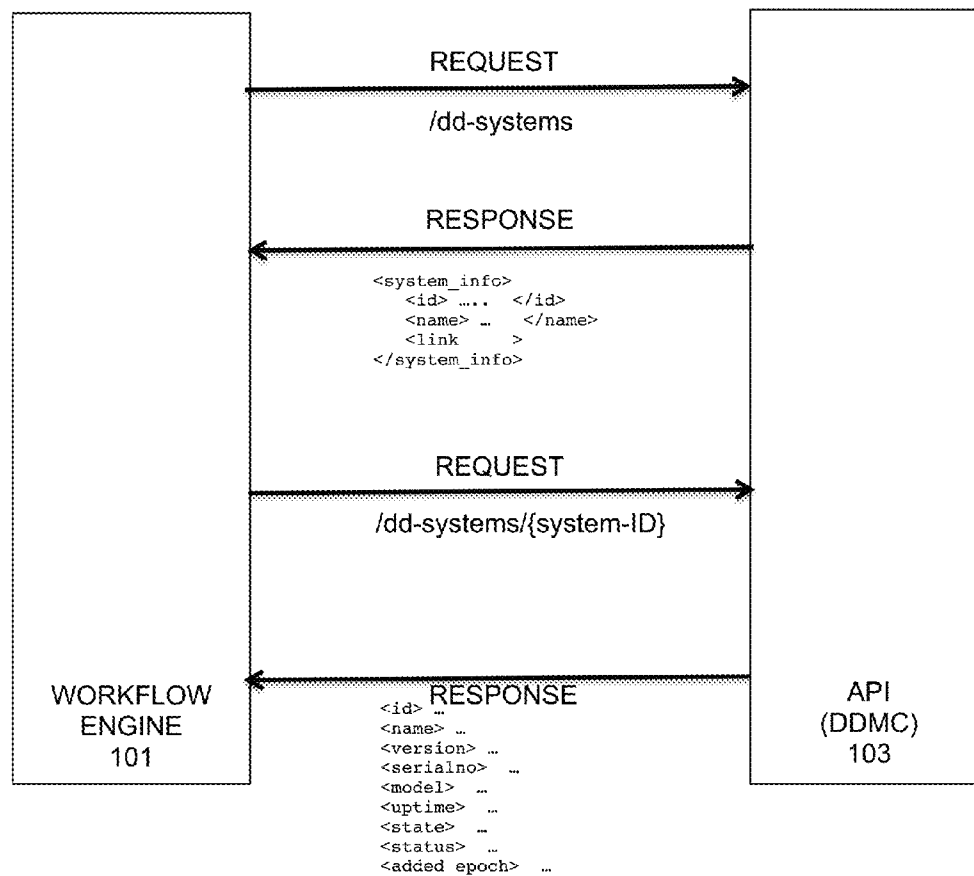 REQUEST
/dd-systems
RESPONSE
<system_info>
<id> ..... </id>
<name> … </name>
<link >
</system_info>
REQUEST
/dd-systems/{system-ID}
RESPONSE
<id> …
<name> …
<version> …
<serialno> …
<model> …
<uptime> …
<state> …
<status> …
<added epoch> …
WORKFLOW
ENGINE
101
API
(DDMC)
103